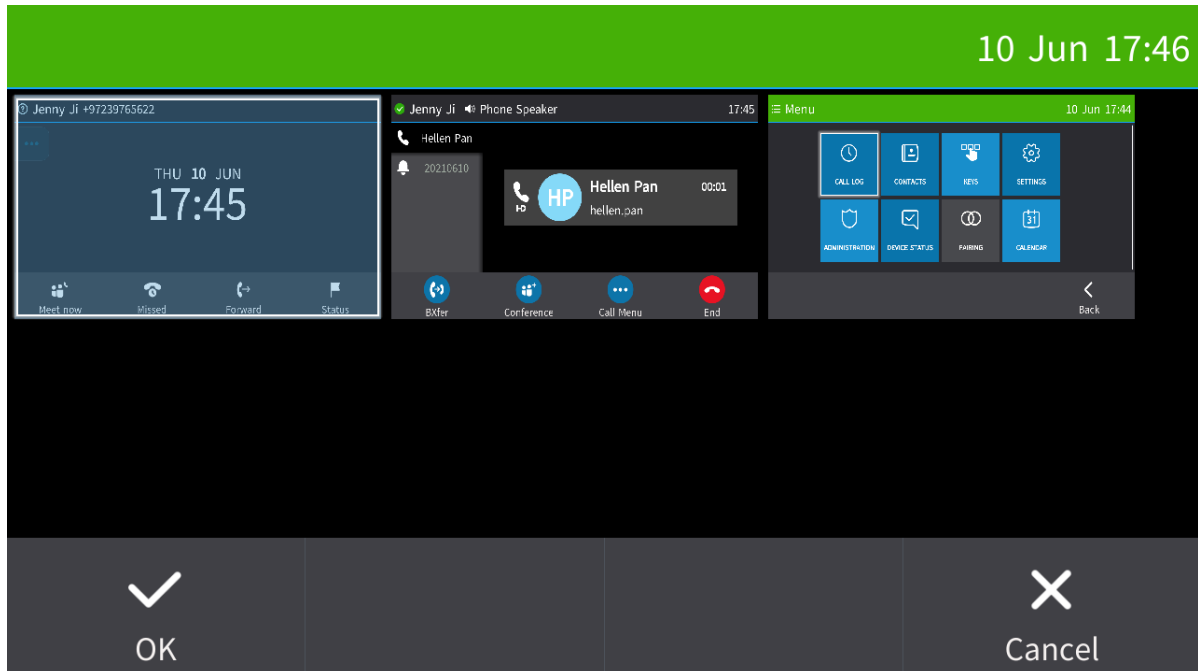 10 Jun 17:46
Jenny Ji +97239765622
THU 10 JUN
17:45
Meet now Missed Forward Status
Jenny Ji Phone Speaker 17:45
Hellen Pan
20210610
HP Hellen Pan 00:01
HD hellen.pan
BXfer Conference Call Menu End
Menu 10 Jun 17:44
CALL LOG CONTACTS KEYS SETTINGS
31
ADMINISTRATION DEVICE STATUS PAIRING CALENDAR
Back
OK Cancel